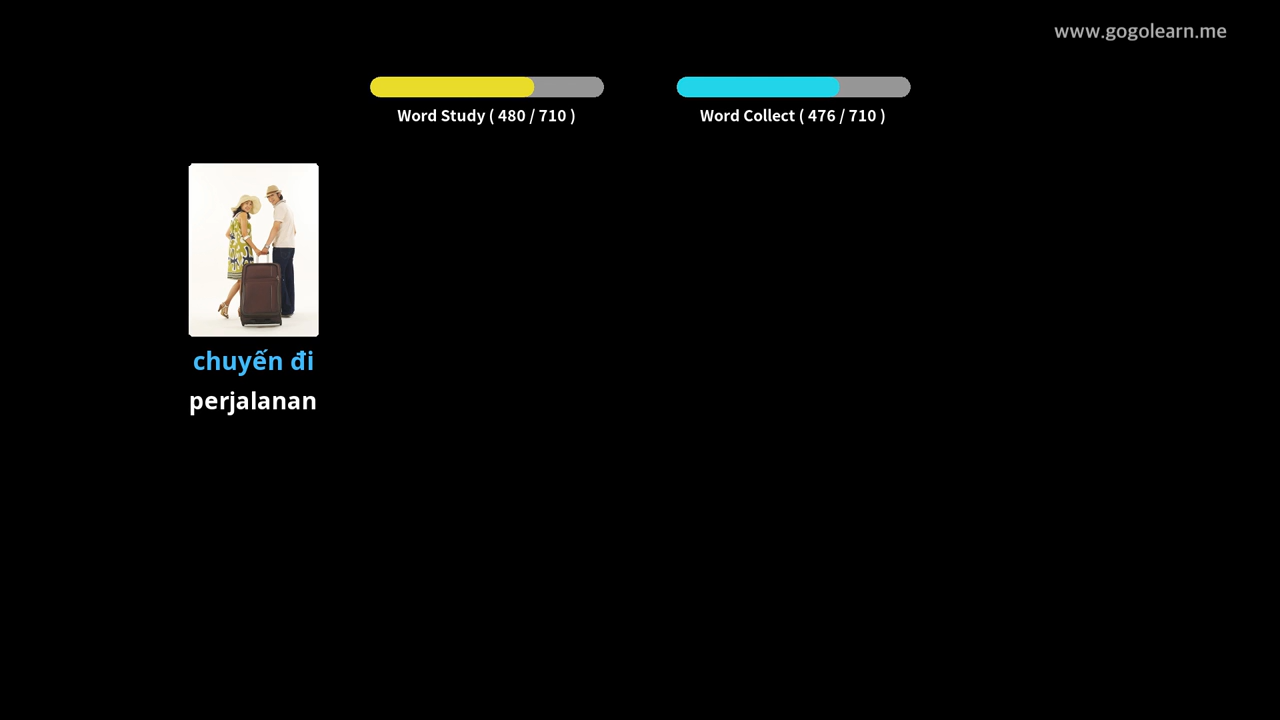 www.gogolearn.me
Word Study ( 480 / 710 )
Word Collect ( 476 / 710 )
chuyến đi
perjalanan